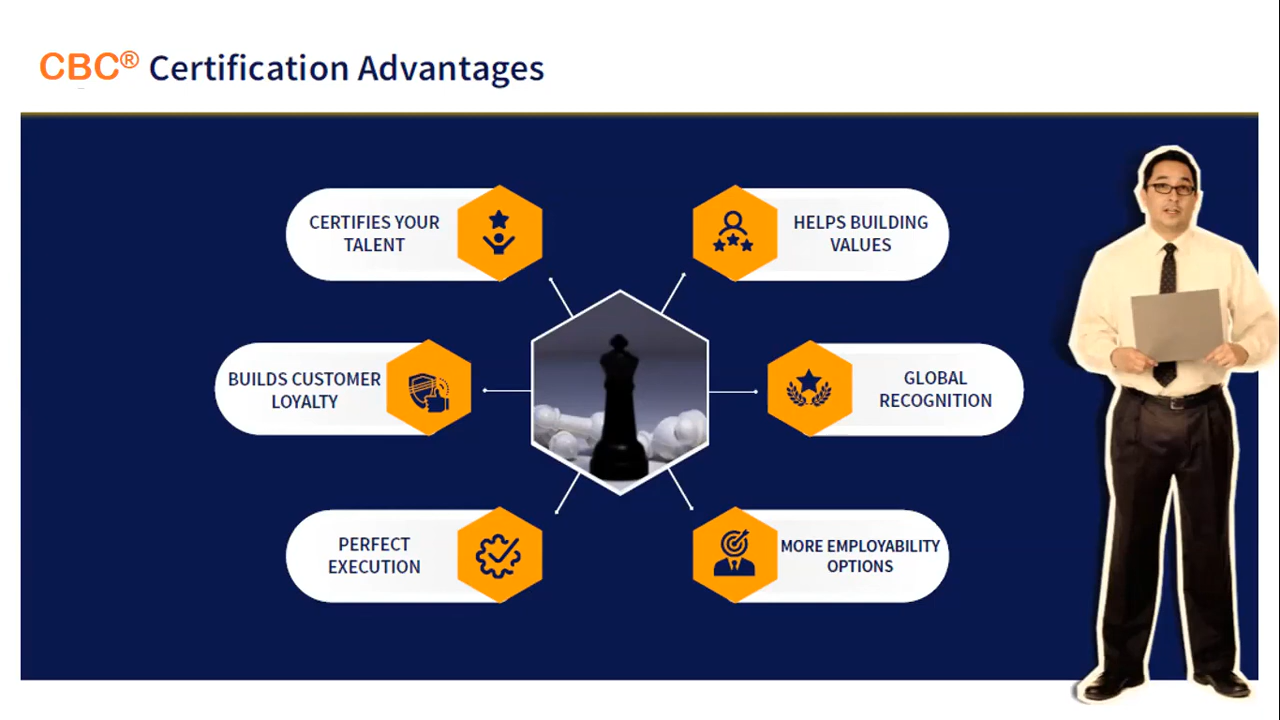 CBC® Certification Advantages
CERTIFIES YOUR
TALENT
HELPS BUILDING
VALUES
BUILDS CUSTOMER
LOYALTY
GLOBAL
RECOGNITION
PERFECT
EXECUTION
MORE EMPLOYABILITY
OPTIONS